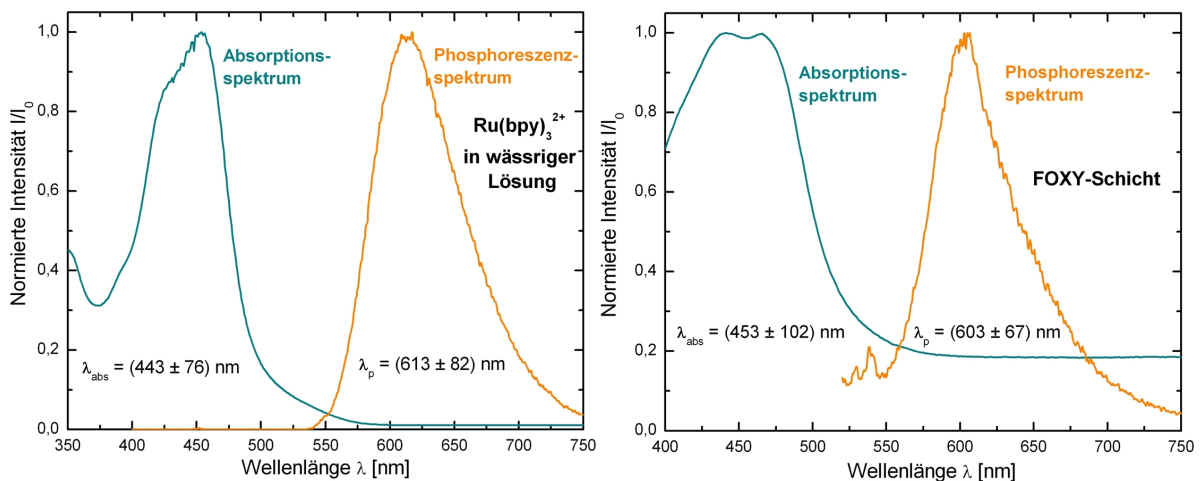 Normierte Intensität I/I₀
1,0
0,8
0,6
0,4
0,2
0,0
Absorptions-
spektrum
Phosphoreszenz-
spektrum
Ru(bpy)₃²⁺
in wässriger
Lösung
λabs = (443 ± 76) nm
λp = (613 ± 82) nm
350 400 450 500 550 600 650 700 750
Wellenlänge λ [nm]
Normierte Intensität I/I₀
1,0
0,8
0,6
0,4
0,2
0,0
Absorptions-
spektrum
Phosphoreszenz-
spektrum
FOXY-Schicht
λabs = (453 ± 102) nm
λp = (603 ± 67) nm
400 450 500 550 600 650 700 750
Wellenlänge λ [nm]